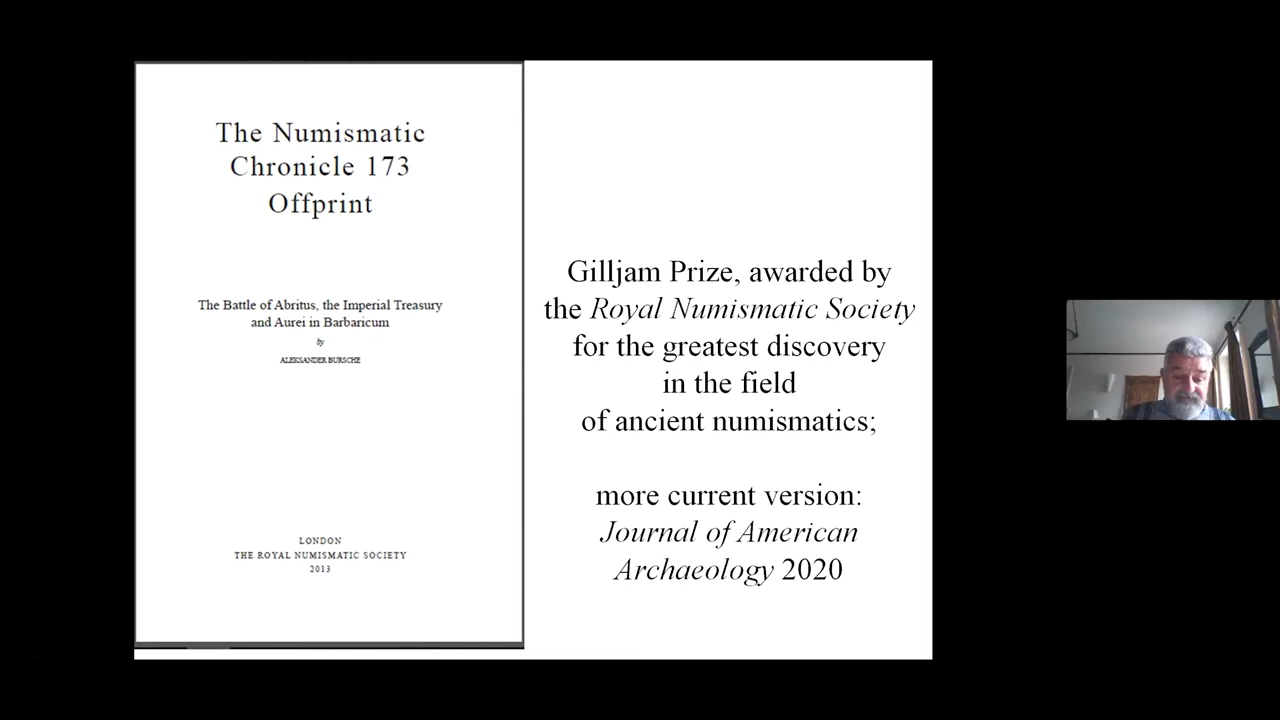 The Numismatic
Chronicle 173
Offprint
The Battle of Abritus, the Imperial Treasury
and Aurei in Barbaricum
by
ALEKSANDER BURSCHE
LONDON
THE ROYAL NUMISMATIC SOCIETY
2013
Gilljam Prize, awarded by
the Royal Numismatic Society
for the greatest discovery
in the field
of ancient numismatics;
more current version:
Journal of American
Archaeology 2020